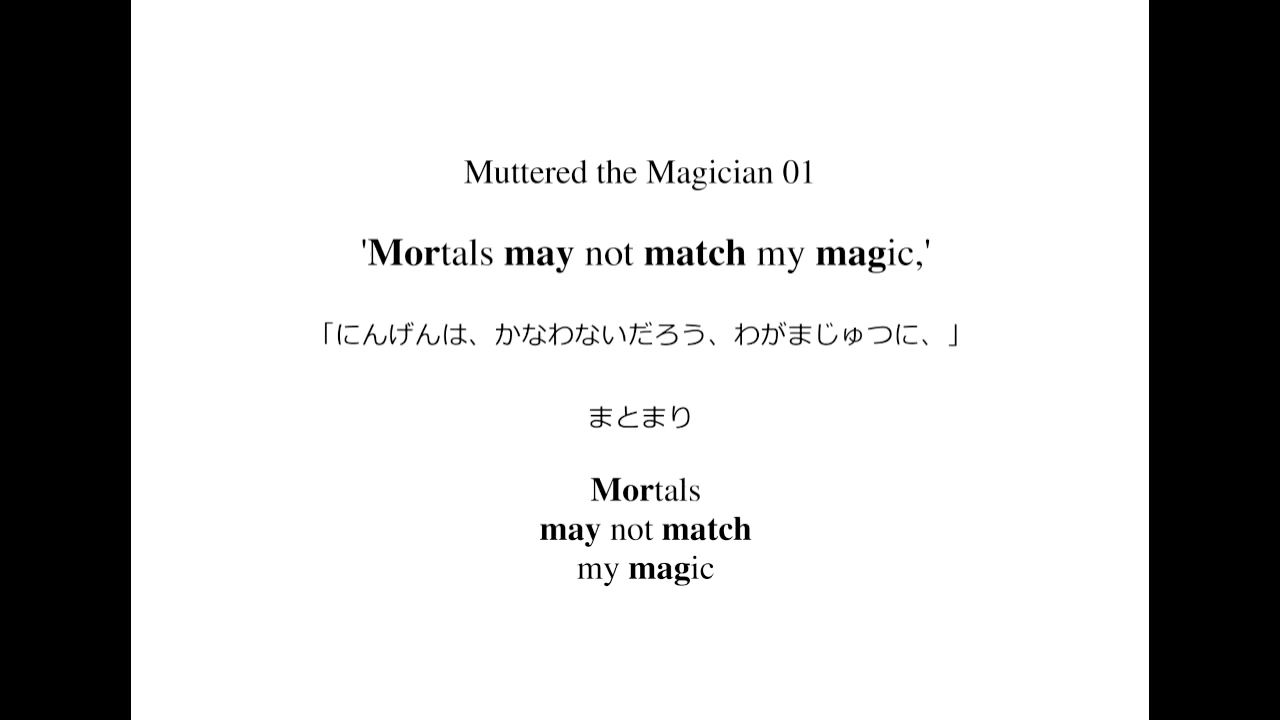 Muttered the Magician 01
'Mortals may not match my magic,'
「にんげんは、かなわないだろう、わがまじゅつに、」
まとまり
Mortals
may not match
my magic